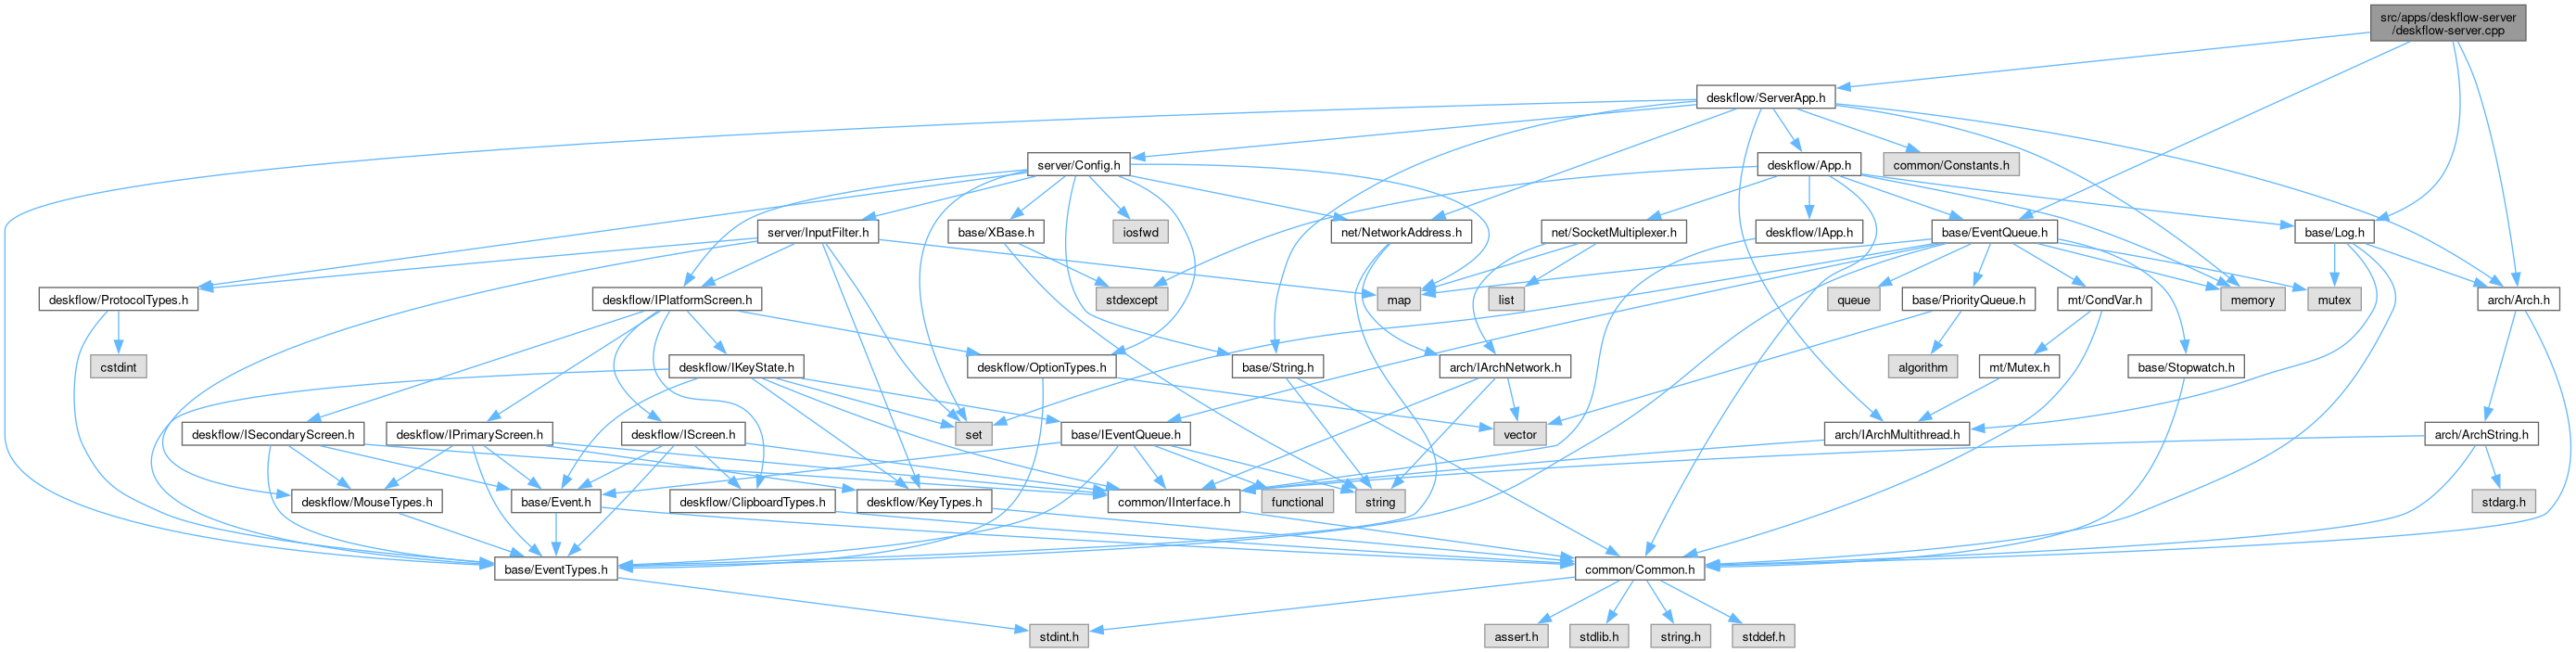 src/apps/deskflow-server
/deskflow-server.cpp
deskflow/ServerApp.h
server/Config.h
deskflow/App.h
common/Constants.h
server/InputFilter.h
base/XBase.h
iosfwd
net/NetworkAddress.h
net/SocketMultiplexer.h
deskflow/IApp.h
base/EventQueue.h
base/Log.h
deskflow/ProtocolTypes.h
deskflow/IPlatformScreen.h
stdexcept
map
list
queue
base/PriorityQueue.h
mt/CondVar.h
memory
mutex
arch/Arch.h
cstdint
deskflow/IKeyState.h
deskflow/OptionTypes.h
base/String.h
arch/IArchNetwork.h
algorithm
mt/Mutex.h
base/Stopwatch.h
deskflow/ISecondaryScreen.h
deskflow/IPrimaryScreen.h
deskflow/IScreen.h
set
base/IEventQueue.h
vector
arch/IArchMultithread.h
arch/ArchString.h
deskflow/MouseTypes.h
base/Event.h
deskflow/ClipboardTypes.h
deskflow/KeyTypes.h
common/IInterface.h
functional
string
stdarg.h
base/EventTypes.h
common/Common.h
stdint.h
assert.h
stdlib.h
string.h
stddef.h